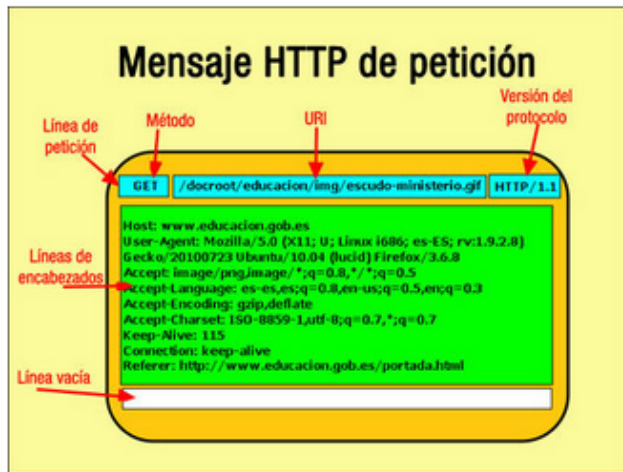 Mensaje HTTP de petición
Línea de petición
Método
URI
Versión del protocolo
GET /docroot/educacion/img/escudo-ministerio.gif HTTP/1.1
Líneas de encabezados
Host: www.educacion.gob.es
User-Agent: Mozilla/5.0 (X11; U; Linux i686; es-ES; rv:1.9.2.8)
Gecko/20100723 Ubuntu/10.04 (lucid) Firefox/3.6.8
Accept: image/png,image/*;q=0.8,*/*;q=0.5
Accept-Language: es-es,es;q=0.8,en-us;q=0.5,en;q=0.3
Accept-Encoding: gzip,deflate
Accept-Charset: ISO-8859-1,utf-8;q=0.7,*;q=0.7
Keep-Alive: 115
Connection: keep-alive
Referer: http://www.educacion.gob.es/portada.html
Línea vacía